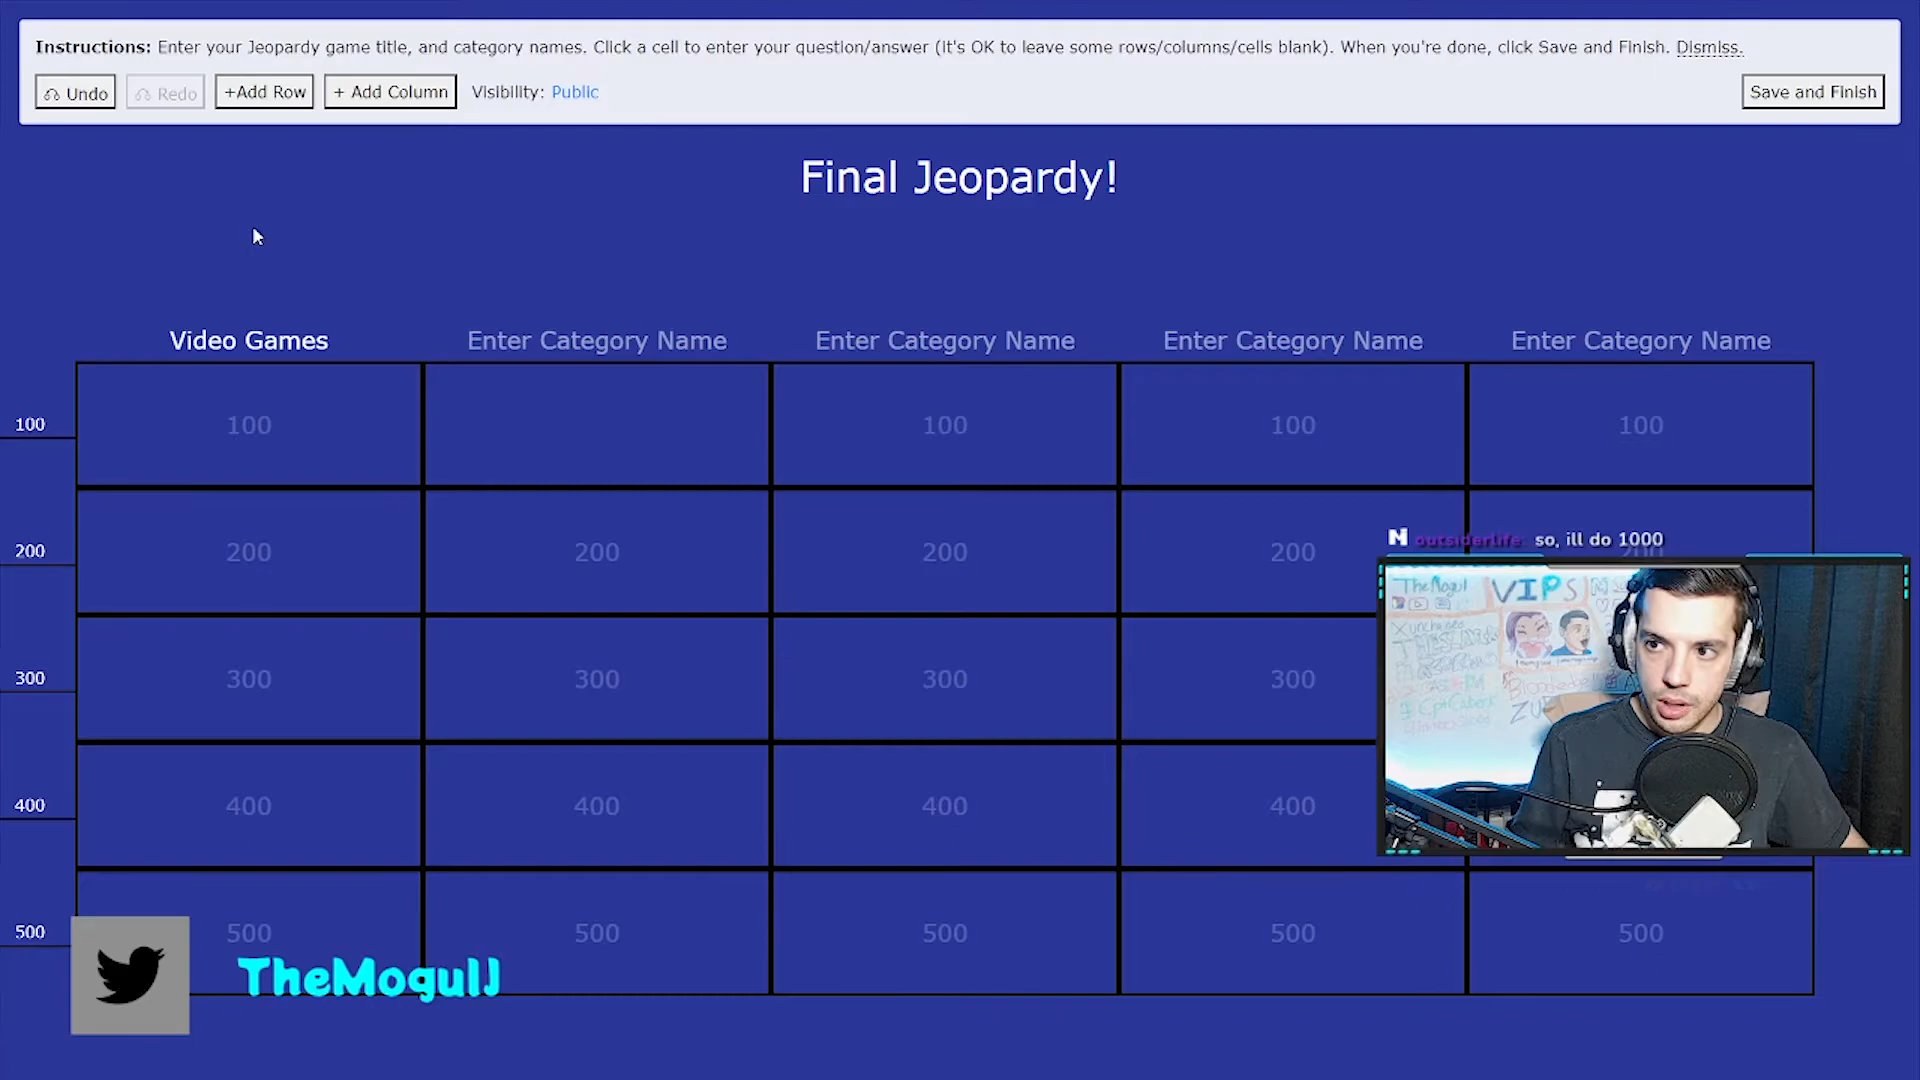 Instructions: Enter your Jeopardy game title, and category names. Click a cell to enter your question/answer (it's OK to leave some rows/columns/cells blank). When you're done, click Save and Finish. Dismiss.
Undo Redo +Add Row + Add Column Visibility: Public Save and Finish
Final Jeopardy!
Video Games Enter Category Name Enter Category Name Enter Category Name Enter Category Name
100 100 100 100 100
200 200 200 200 200 200
outsiderlife: so, ill do 1000
TheMogul VIPS
300 300 300 300 300
400 400 400 400 400
500 500 500 500 500 500
TheMogulJ